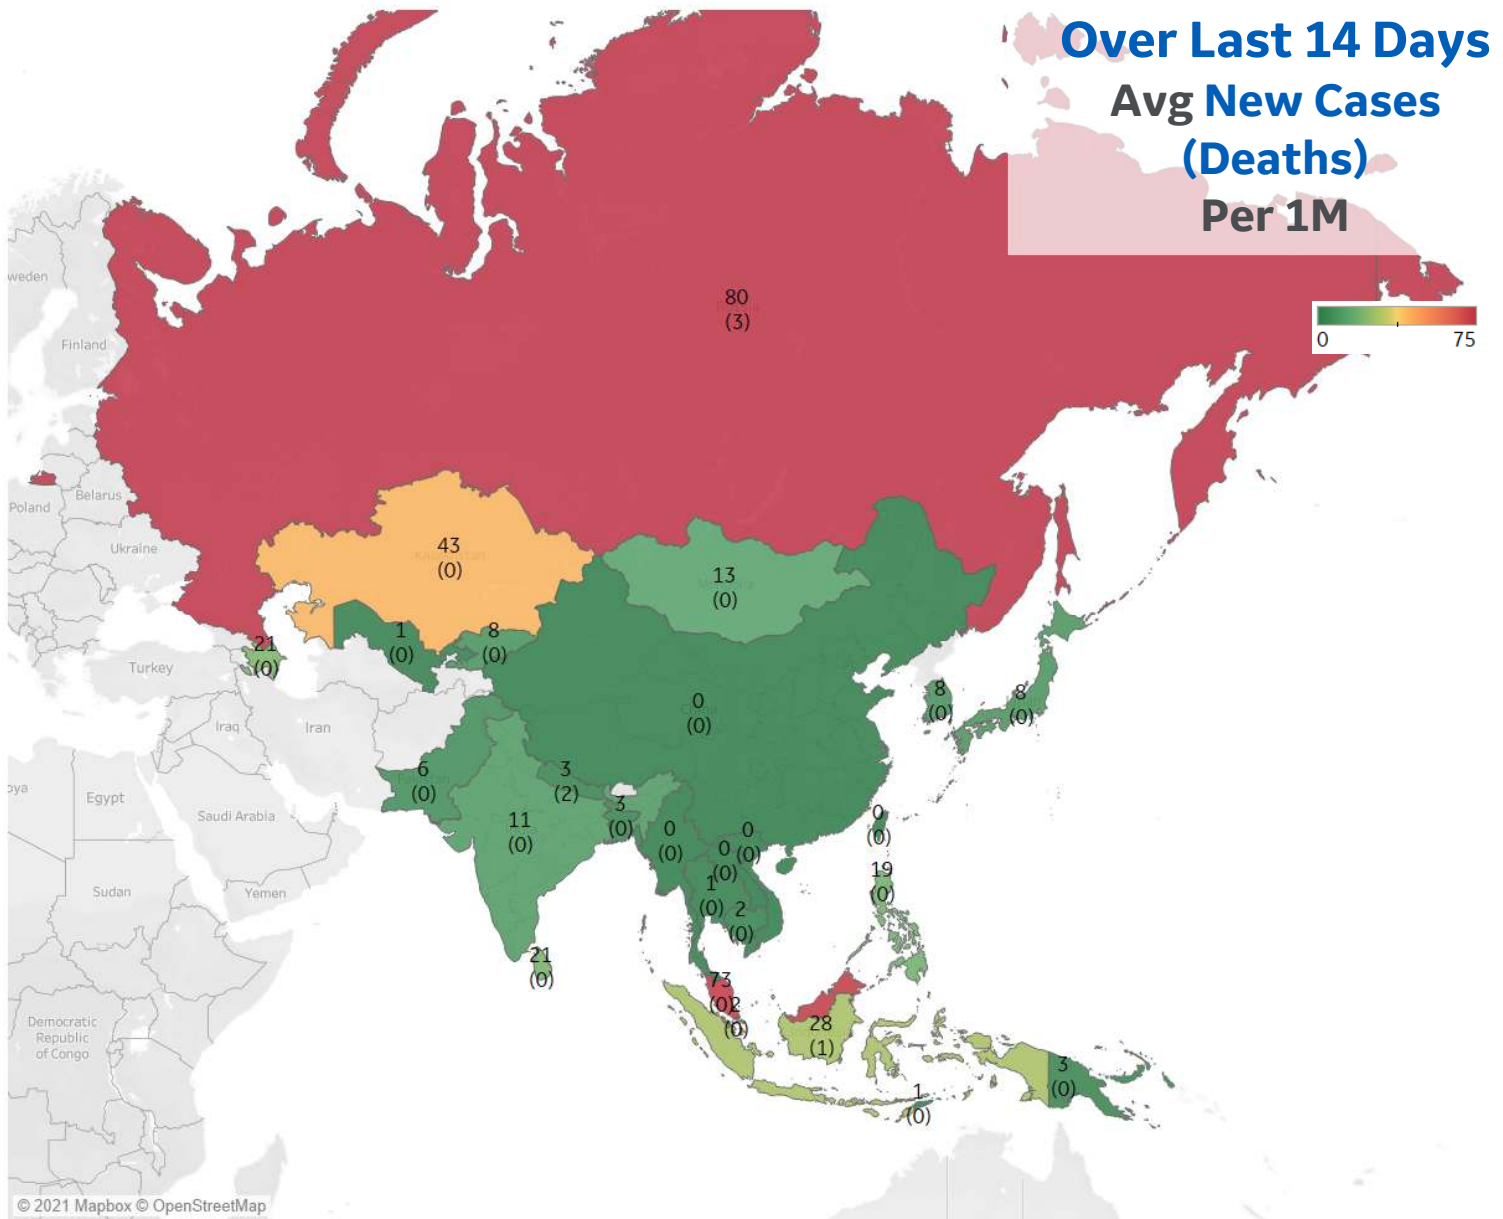 Over Last 14 Days
Avg New Cases
(Deaths)
Per 1M
80
(3)
0
75
weden
Finland
Belarus
Poland
Ukraine
43
(0)
13
(0)
1
(0)
8
(0)
21
(0)
Turkey
0
(0)
8
(0)
8
(0)
Iraq
Iran
6
(0)
3
(2)
3
(0)
oya
Egypt
Saudi Arabia
11
(0)
0
(0)
0
(0)
0
(0)
0
(0)
19
(0)
1
(0)
2
(0)
Sudan
Yemen
21
(0)
73
(0)
2
(0)
28
(1)
Democratic
Republic
of Congo
3
(0)
1
(0)
© 2021 Mapbox © OpenStreetMap